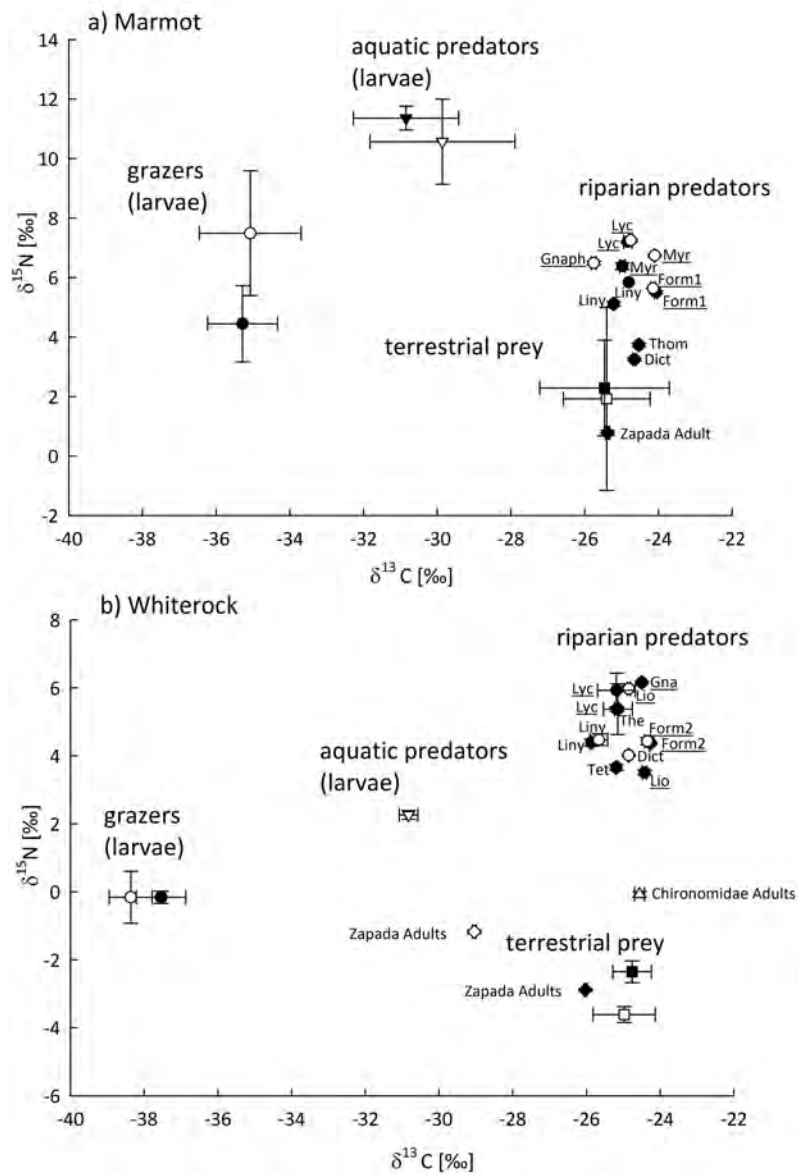 a) Marmot
14
12
10
8
6
4
2
0
-2
δ15N [‰]
aquatic predators
(larvae)
grazers
(larvae)
riparian predators
Lyc
Lyc
Myr
Gnaph
Myr
Form1
Liny
Liny
Form1
terrestrial prey
Thom
Dict
Zapada Adult
-40
-38
-36
-34
-32
-30
-28
-26
-24
-22
δ13 C [‰]
b) Whiterock
8
6
4
2
0
-2
-4
-6
δ15N [‰]
riparian predators
Gna
Lyc
Lio
Lyc
The
Liny
Form2
Liny
Form2
Dict
Tet
Lio
aquatic predators
(larvae)
grazers
(larvae)
Chironomidae Adults
Zapada Adults
terrestrial prey
Zapada Adults
-40
-38
-36
-34
-32
-30
-28
-26
-24
-22
δ13 C [‰]